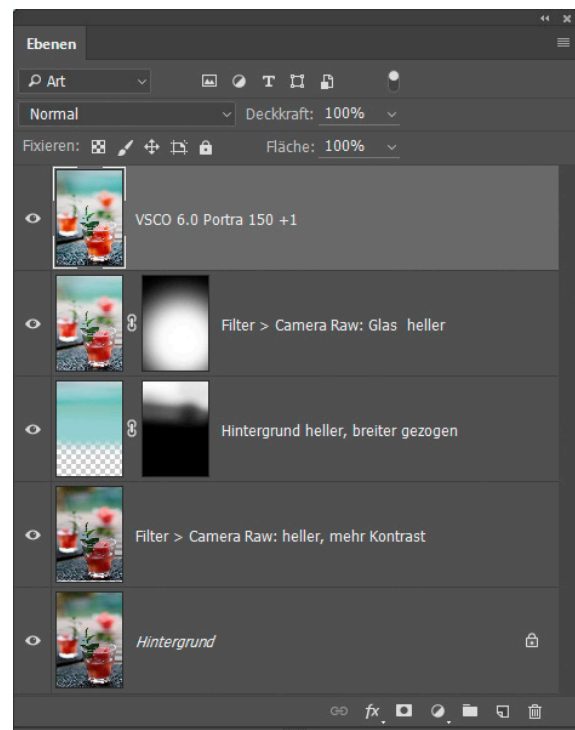 Ebenen
Art
Normal
Deckkraft: 100%
Fixieren:
Fläche: 100%
VSCO 6.0 Portra 150 +1
Filter > Camera Raw: Glas heller
Hintergrund heller, breiter gezogen
Filter > Camera Raw: heller, mehr Kontrast
Hintergrund
fx